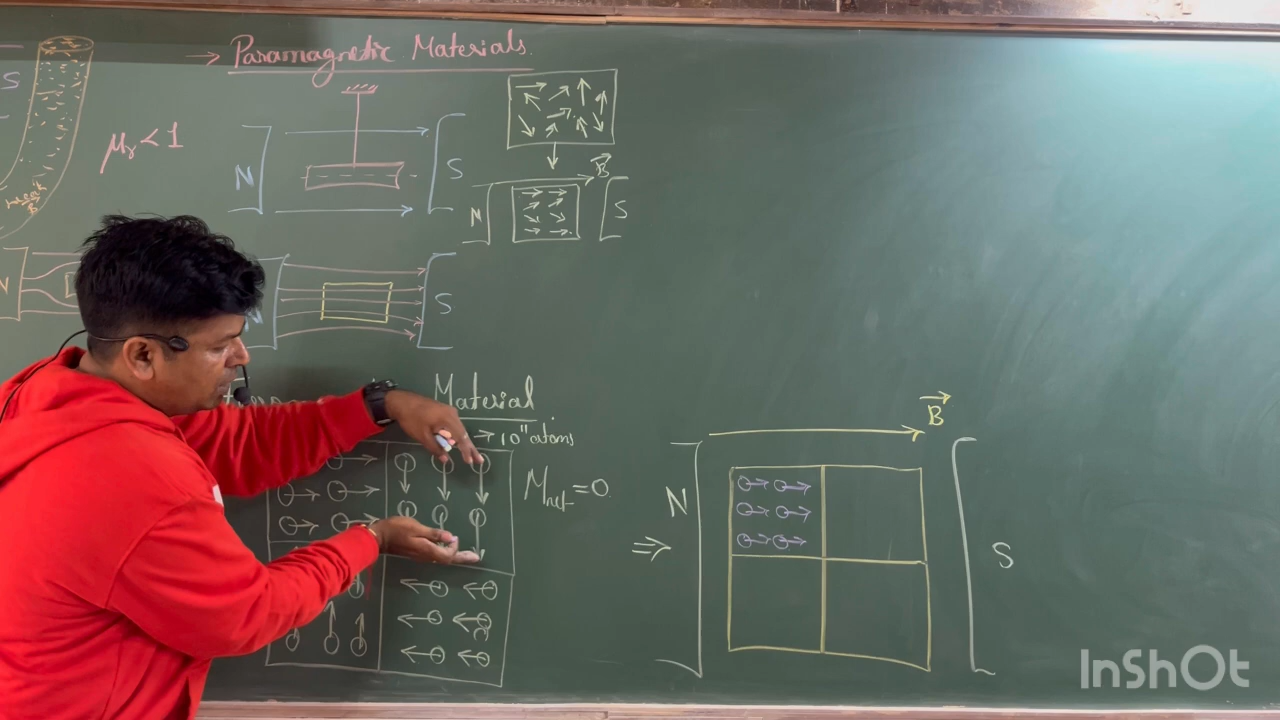 → Paramagnetic Materials.
S
μr < 1
N
S
B
N
S
N
N
S
Material
→ 10¹¹ atoms
Mnet = 0
B
N
⇒
S
InShOt